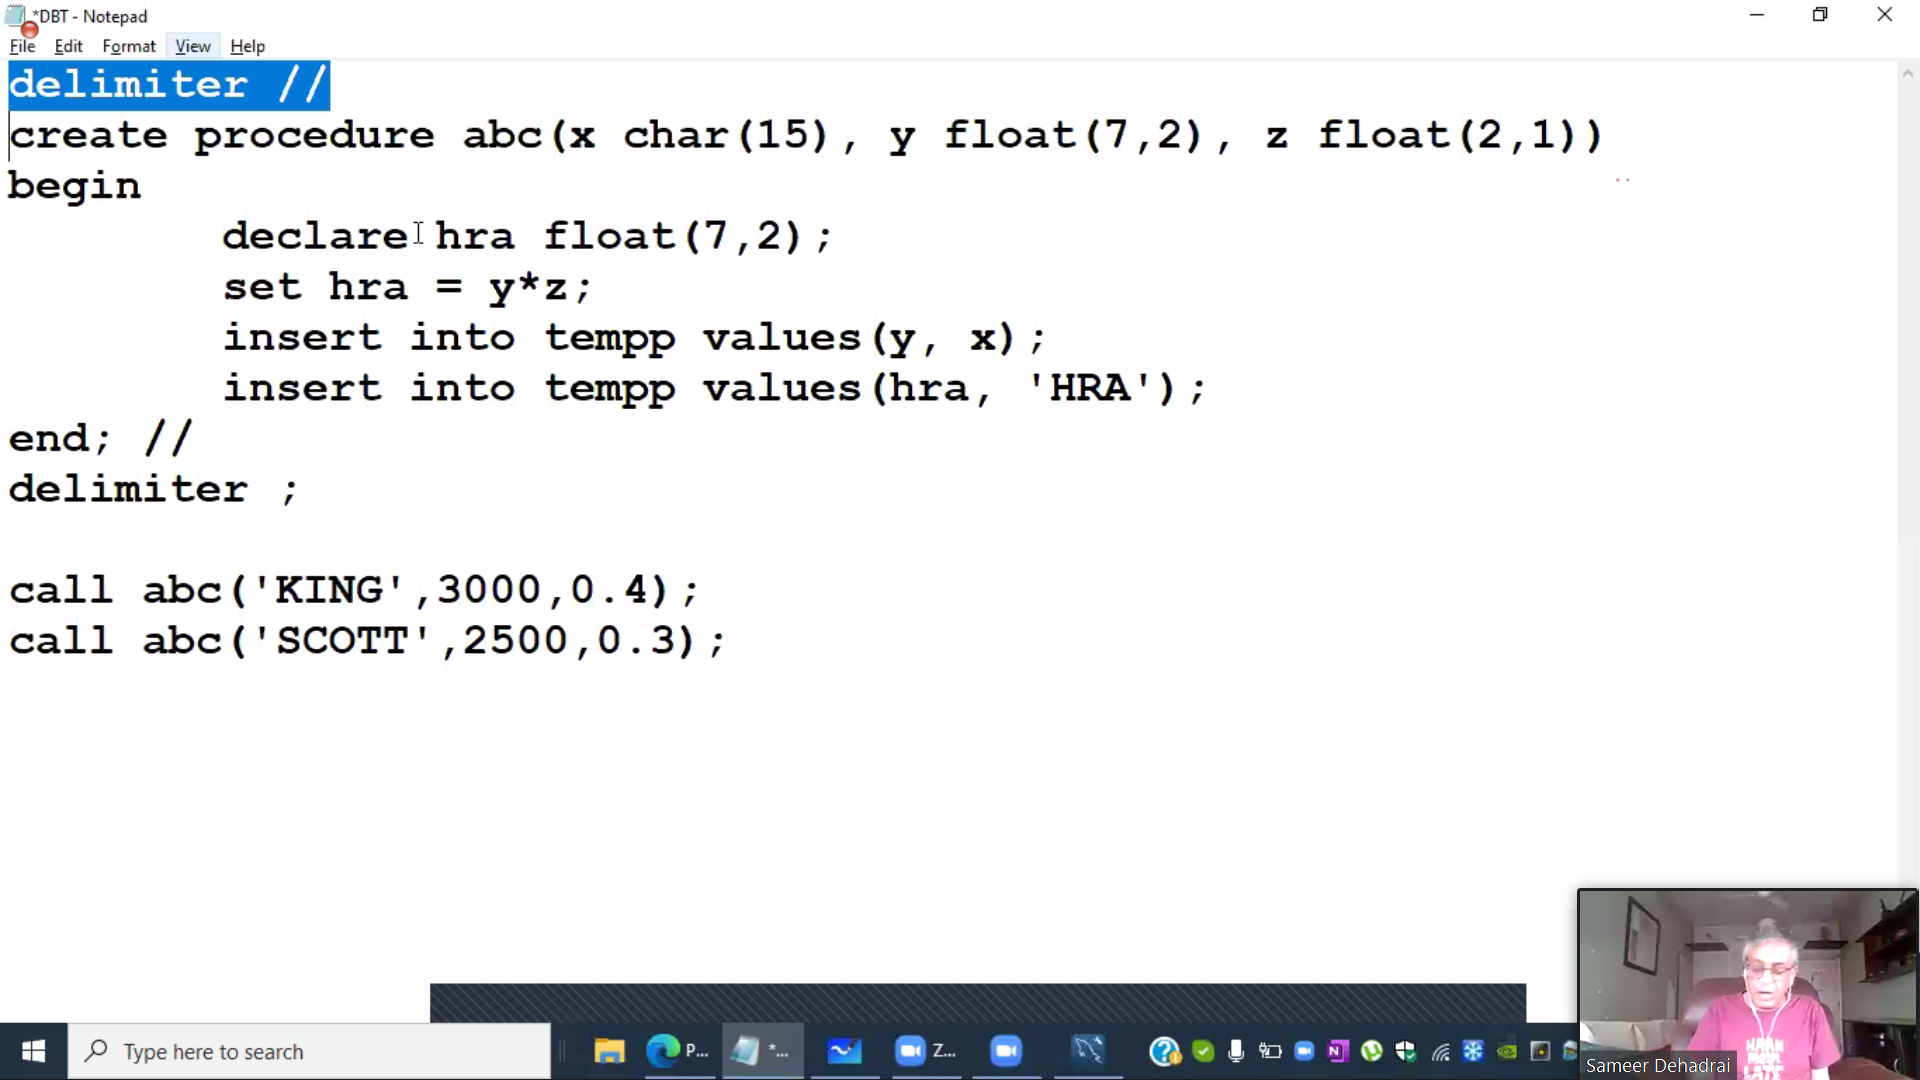 *DBT - Notepad
File Edit Format View Help
delimiter //
create procedure abc(x char(15), y float(7,2), z float(2,1))
begin
declare hra float(7,2);
set hra = y*z;
insert into tempp values(y, x);
insert into tempp values(hra, 'HRA');
end; //
delimiter ;
call abc('KING',3000,0.4);
call abc('SCOTT',2500,0.3);
Type here to search
P...
*...
Z...
Sameer Dehadrai